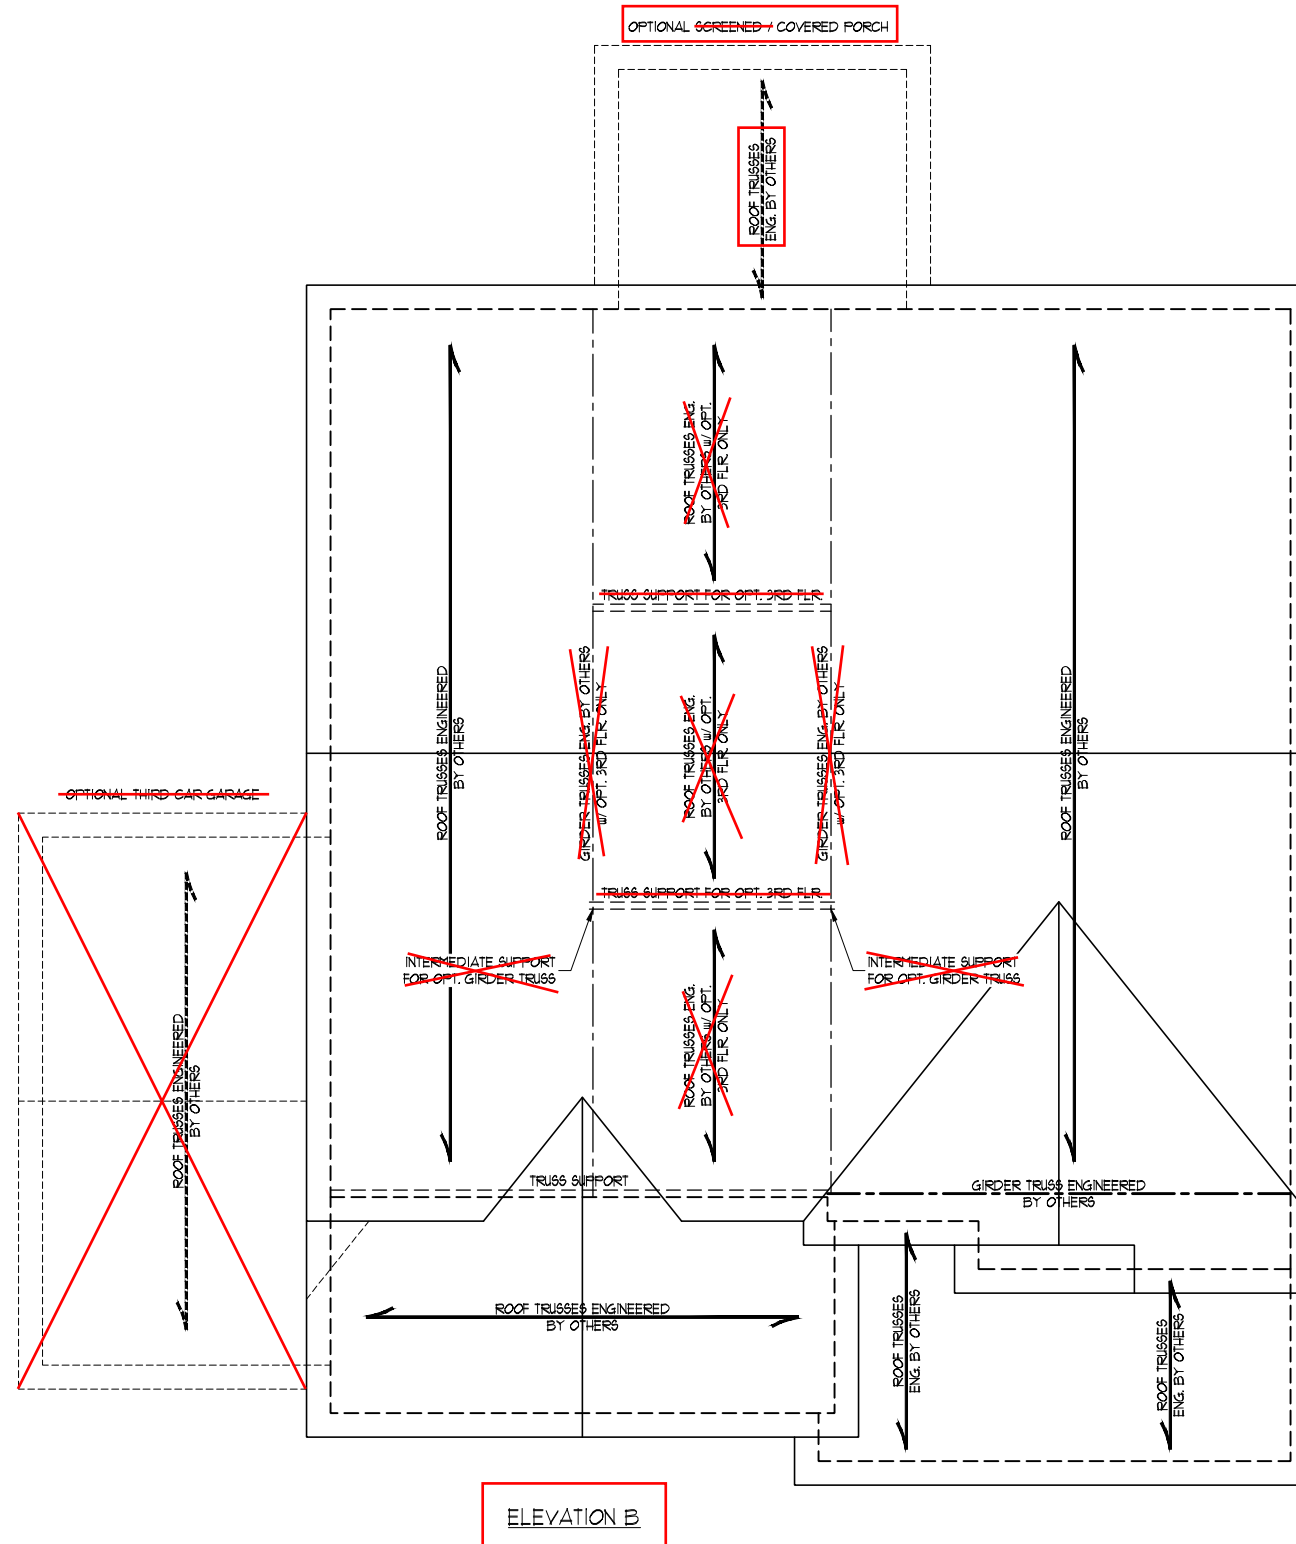 OPTIONAL SCREENED / COVERED PORCH
ROOF TRUSSES
ENG. BY OTHERS
ROOF TRUSSES ENG.
BY OTHERS w/ OPT.
3RD FLR ONLY
TRUSS SUPPORT FOR OPT. 3RD FLR.
GIRDER TRUSSES ENG. BY OTHERS
w/ OPT. 3RD FLR ONLY
ROOF TRUSSES ENG.
BY OTHERS w/ OPT.
3RD FLR ONLY
GIRDER TRUSSES ENG. BY OTHERS
w/ OPT. 3RD FLR ONLY
ROOF TRUSSES ENGINEERED
BY OTHERS
ROOF TRUSSES ENGINEERED
BY OTHERS
OPTIONAL THIRD CAR GARAGE
TRUSS SUPPORT FOR OPT. 3RD FLR.
INTERMEDIATE SUPPORT
FOR OPT. GIRDER TRUSS
INTERMEDIATE SUPPORT
FOR OPT. GIRDER TRUSS
ROOF TRUSSES ENG.
BY OTHERS w/ OPT.
3RD FLR ONLY
ROOF TRUSSES ENGINEERED
BY OTHERS
TRUSS SUPPORT
GIRDER TRUSS ENGINEERED
BY OTHERS
ROOF TRUSSES ENGINEERED
BY OTHERS
ROOF TRUSSES
ENG. BY OTHERS
ROOF TRUSSES
ENG. BY OTHERS
ELEVATION B